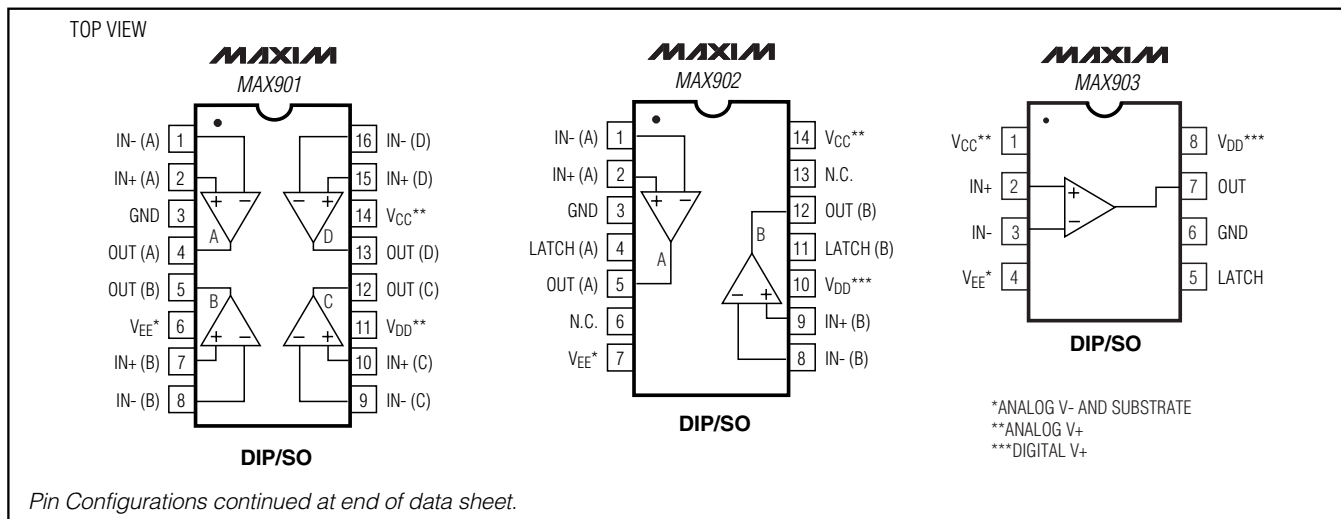 TOP VIEW
MAXIM
MAX901
IN- (A) 1
IN+ (A) 2
GND 3
OUT (A) 4
OUT (B) 5
VEE* 6
IN+ (B) 7
IN- (B) 8
16 IN- (D)
15 IN+ (D)
14 VCC**
13 OUT (D)
12 OUT (C)
11 VDD**
10 IN+ (C)
9 IN- (C)
+ −
A
− +
D
B
+ −
C
− +
DIP/SO
MAXIM
MAX902
IN- (A) 1
IN+ (A) 2
GND 3
LATCH (A) 4
OUT (A) 5
N.C. 6
VEE* 7
14 VCC**
13 N.C.
12 OUT (B)
11 LATCH (B)
10 VDD***
9 IN+ (B)
8 IN- (B)
+ −
A
B
− +
DIP/SO
MAXIM
MAX903
VCC** 1
IN+ 2
IN- 3
VEE* 4
8 VDD***
7 OUT
6 GND
5 LATCH
+
−
DIP/SO
*ANALOG V- AND SUBSTRATE
**ANALOG V+
***DIGITAL V+
Pin Configurations continued at end of data sheet.